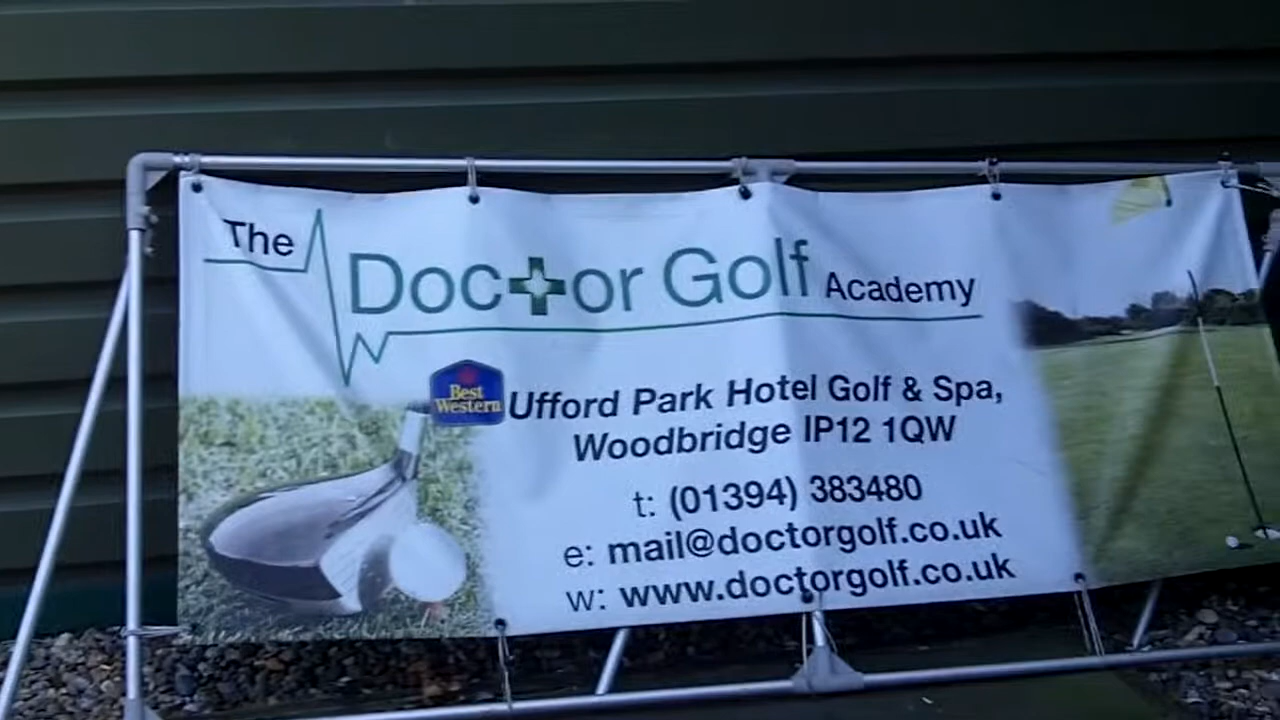 The Doctor Golf Academy
Best
Western
Ufford Park Hotel Golf & Spa,
Woodbridge IP12 1QW
t: (01394) 383480
e: mail@doctorgolf.co.uk
w: www.doctorgolf.co.uk